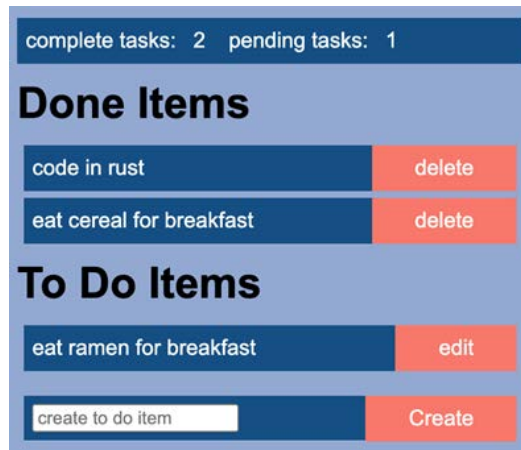 complete tasks: 2 pending tasks: 1
Done Items
code in rust delete
eat cereal for breakfast delete
To Do Items
eat ramen for breakfast edit
create to do item Create